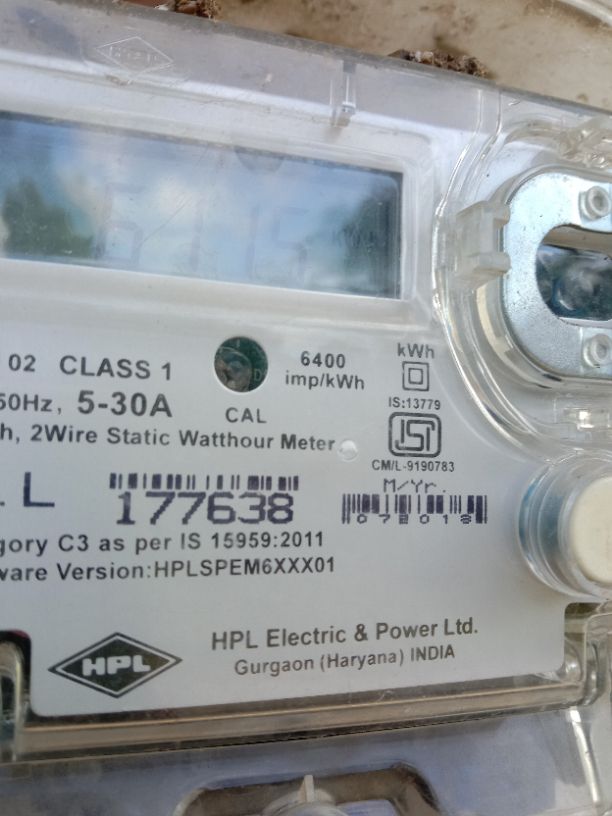 02 CLASS 1
50Hz, 5-30A
CAL
6400
imp/kWh
kWh
IS:13779
ISI
CM/L-9190783
h, 2Wire Static Watthour Meter
L
177638
M/Yr.
072018
gory C3 as per IS 15959:2011
ware Version:HPLSPEM6XXX01
HPL
HPL Electric & Power Ltd.
Gurgaon (Haryana) INDIA